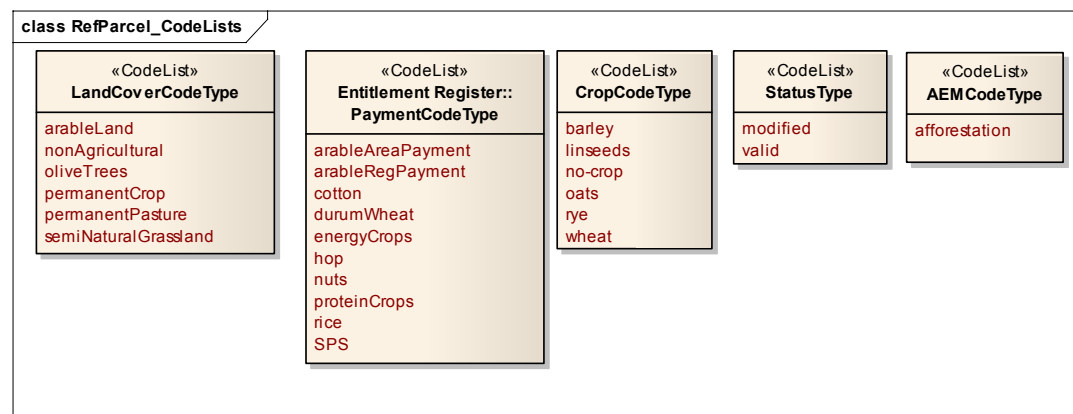 class RefParcel_CodeLists
«CodeList»
LandCoverCodeType
arableLand
nonAgricultural
oliveTrees
permanentCrop
permanentPasture
semiNaturalGrassland
«CodeList»
Entitlement Register::
PaymentCodeType
arableAreaPayment
arableRegPayment
cotton
durumWheat
energyCrops
hop
nuts
proteinCrops
rice
SPS
«CodeList»
CropCodeType
barley
linseeds
no-crop
oats
rye
wheat
«CodeList»
StatusType
modified
valid
«CodeList»
AEMCodeType
afforestation